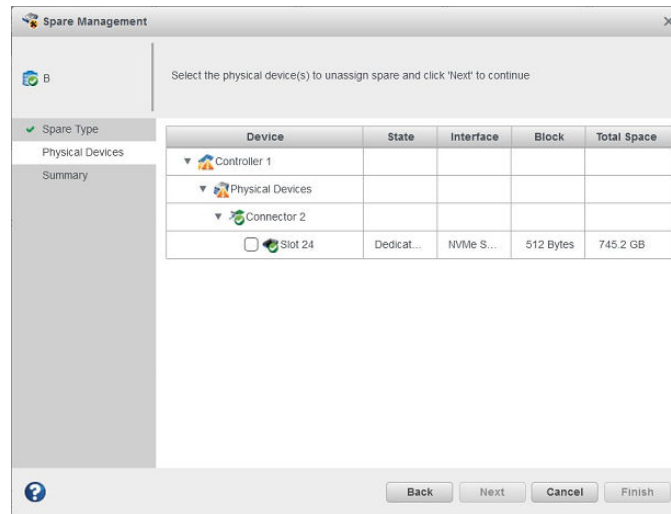 Spare Management
B
Select the physical device(s) to unassign spare and click 'Next' to continue
Spare Type
Physical Devices
Summary
Device State Interface Block Total Space
Controller 1
Physical Devices
Connector 2
Slot 24 Dedicat... NVMe S... 512 Bytes 745.2 GB
Back Next Cancel Finish